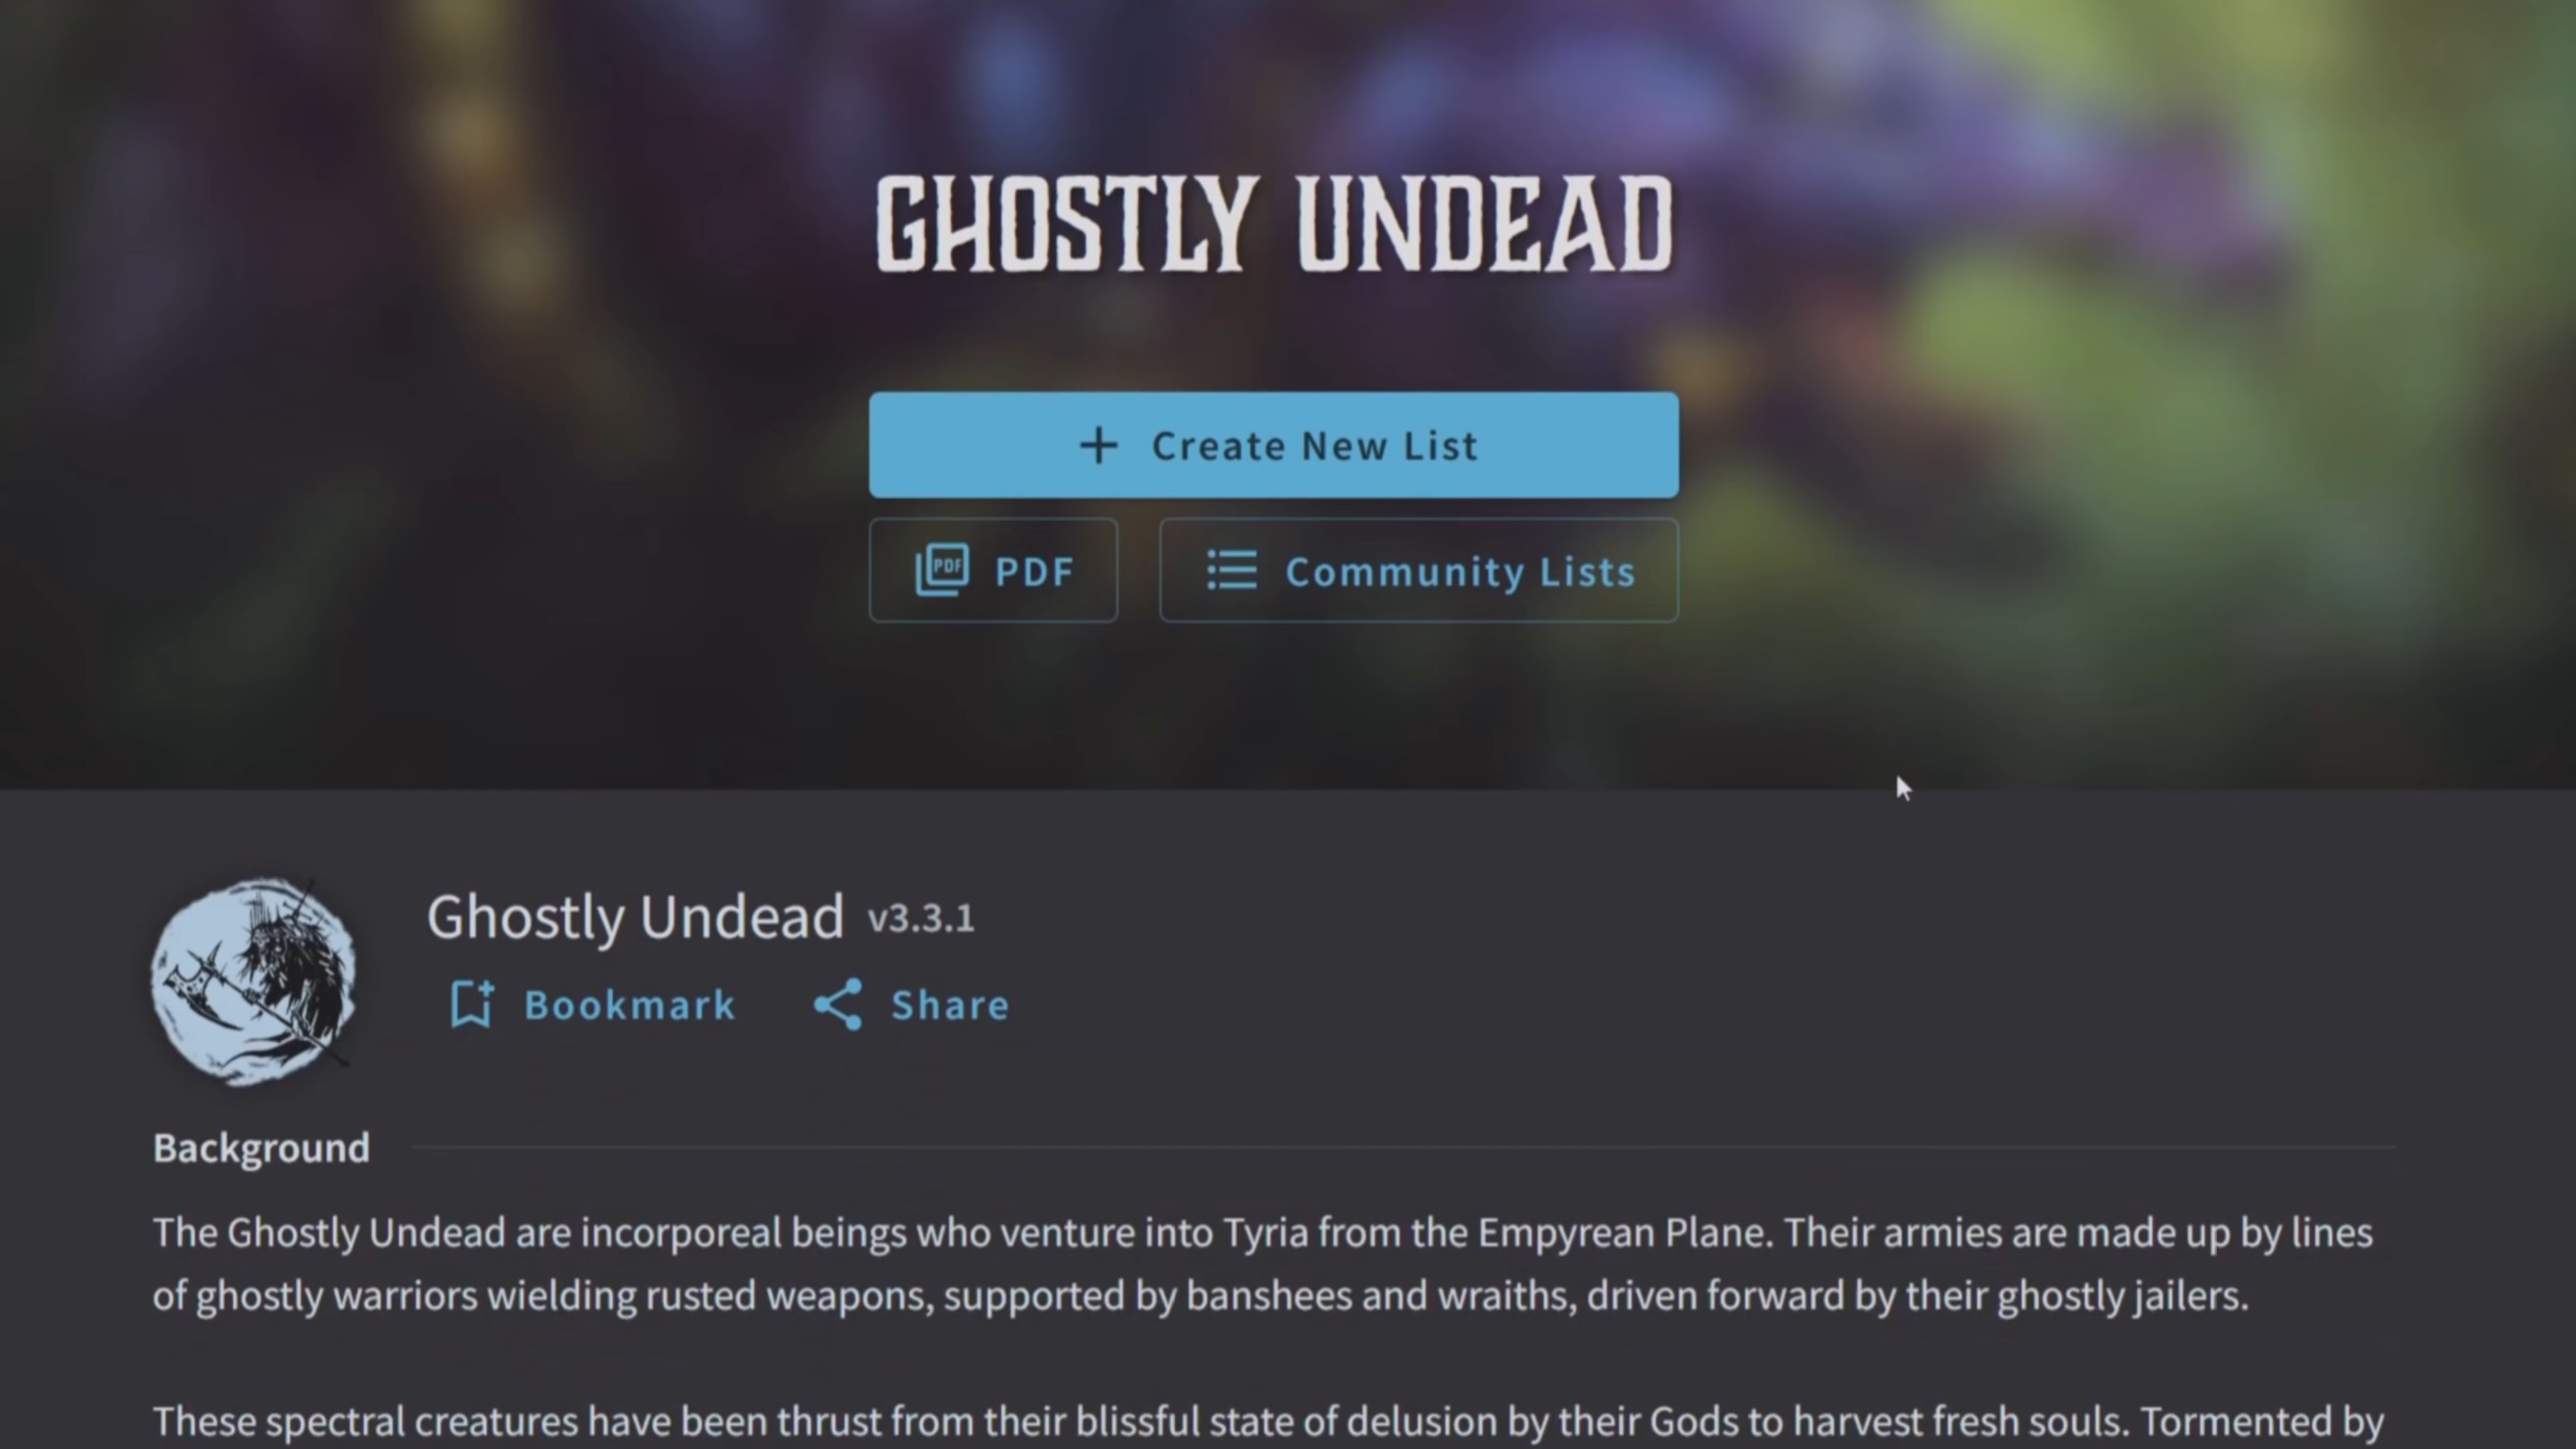 GHOSTLY UNDEAD
Create New List
PDF
PDF
Community Lists
Ghostly Undead v3.3.1
Bookmark
Share
Background
The Ghostly Undead are incorporeal beings who venture into Tyria from the Empyrean Plane. Their armies are made up by lines
of ghostly warriors wielding rusted weapons, supported by banshees and wraiths, driven forward by their ghostly jailers.
These spectral creatures have been thrust from their blissful state of delusion by their Gods to harvest fresh souls. Tormented by